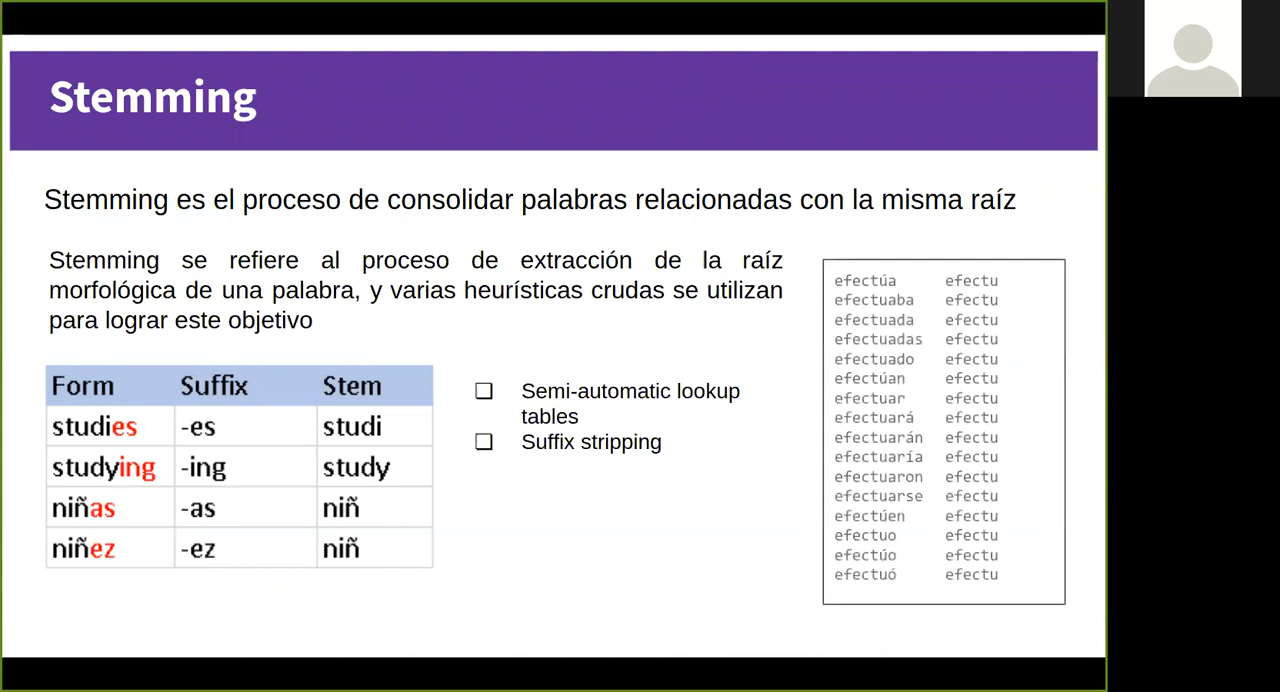 Stemming
Stemming es el proceso de consolidar palabras relacionadas con la misma raíz
Stemming se refiere al proceso de extracción de la raíz
morfológica de una palabra, y varias heurísticas crudas se utilizan
para lograr este objetivo
Form Suffix Stem
studies -es studi
studying -ing study
niñas -as niñ
niñez -ez niñ
❑ Semi-automatic lookup
tables
❑ Suffix stripping
efectúa efectu
efectuaba efectu
efectuada efectu
efectuadas efectu
efectuado efectu
efectúan efectu
efectuar efectu
efectuará efectu
efectuarán efectu
efectuaría efectu
efectuaron efectu
efectuarse efectu
efectúen efectu
efectuo efectu
efectúo efectu
efectuó efectu